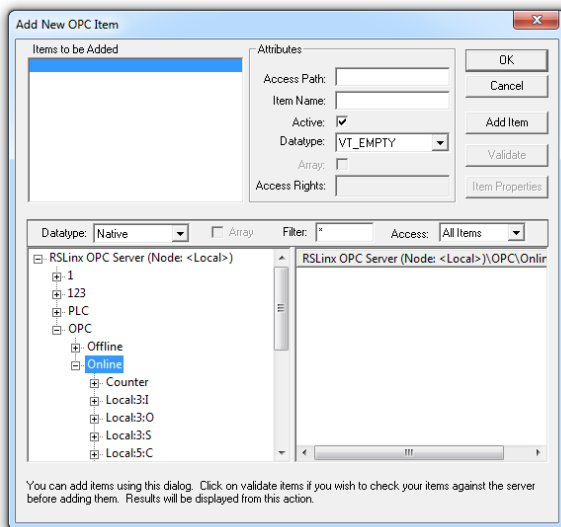 Add New OPC Item
Items to be Added
Attributes
Access Path:
Item Name:
Active:
Datatype: VT_EMPTY
Array:
Access Rights:
OK
Cancel
Add Item
Validate
Item Properties
Datatype: Native Array Filter: * Access: All Items
RSLinx OPC Server (Node: <Local>)
1
123
PLC
OPC
Offline
Online
Counter
Local:3:I
Local:3:O
Local:3:S
Local:5:C
RSLinx OPC Server (Node: <Local>)\OPC\Onlin
You can add items using this dialog. Click on validate items if you wish to check your items against the server
before adding them. Results will be displayed from this action.